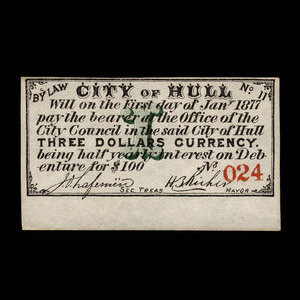 BY LAW CITY OF HULL No 11
Will on the First day of Jany 1877
pay the bearer at the Office of the
City Council in the said City of Hull
THREE DOLLARS CURRENCY.
being half yearly interest on Deb-
enture for $100 No. 024
SEC. TREAS MAYOR